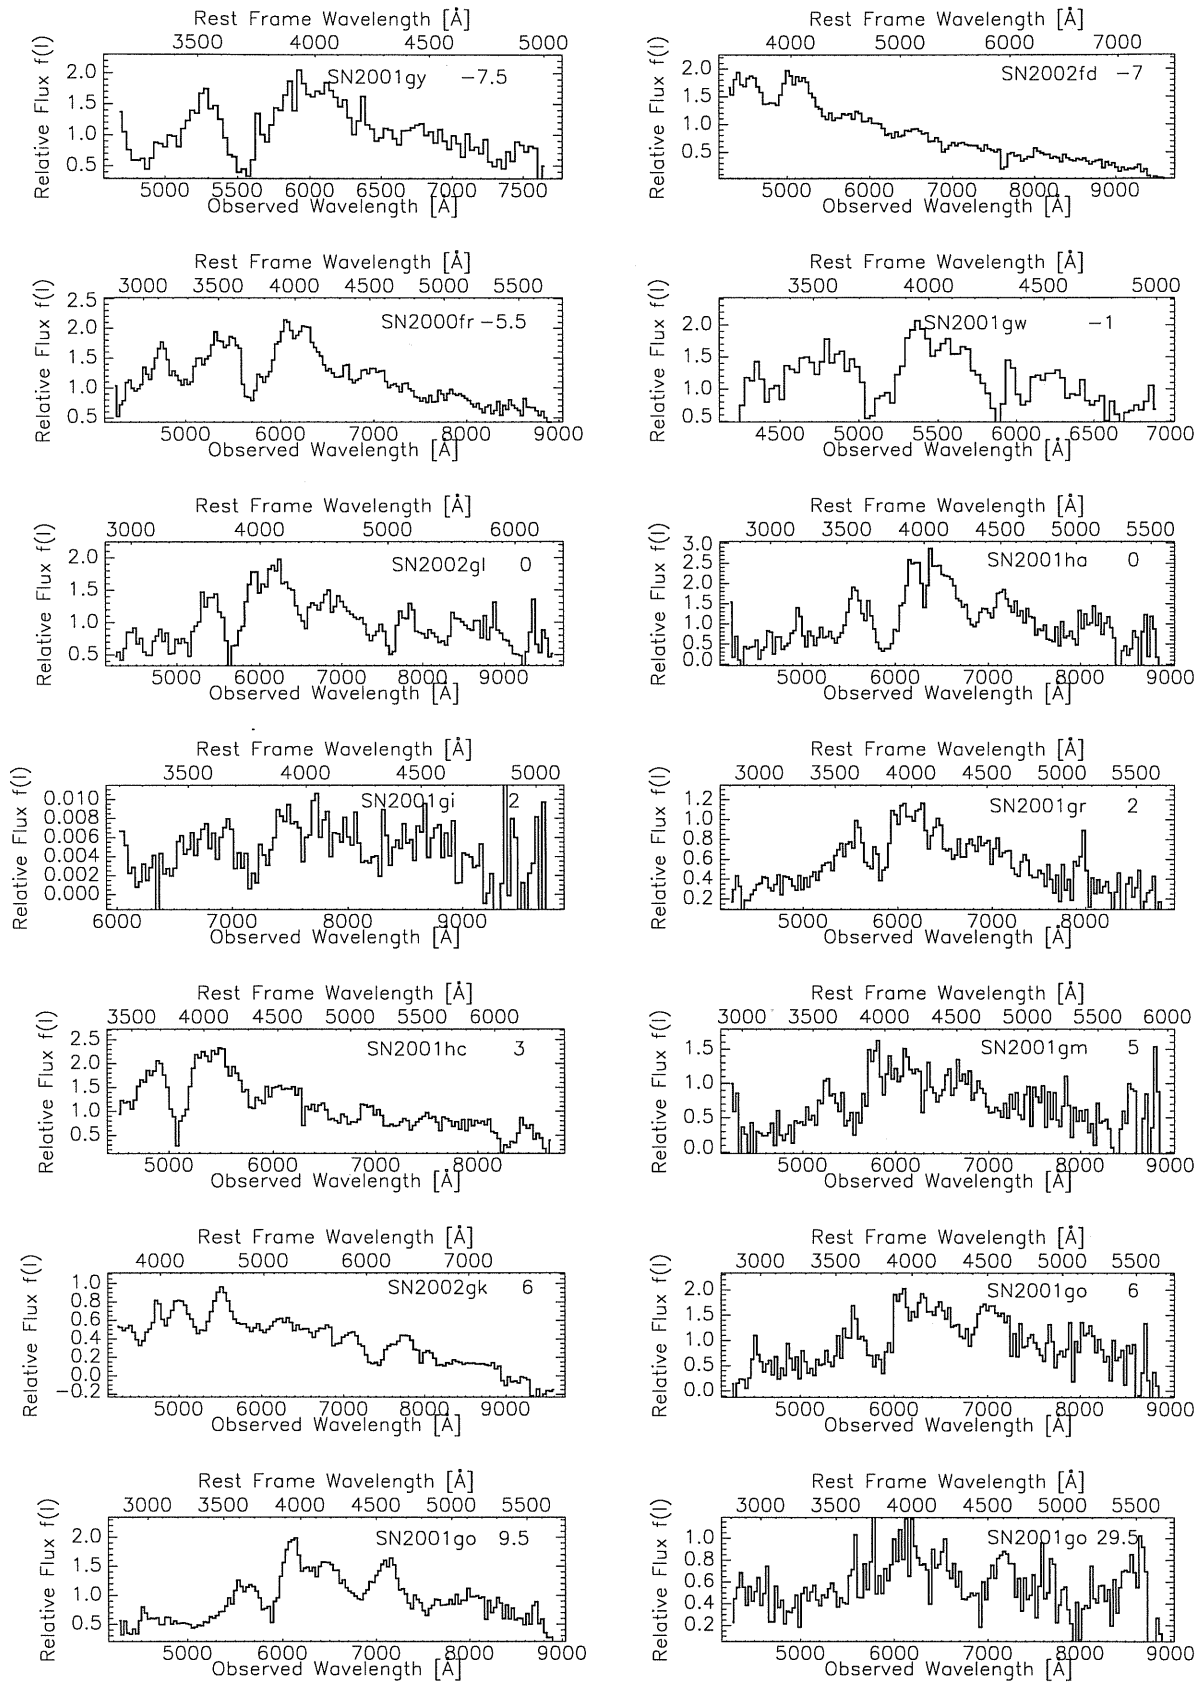 Rest Frame Wavelength [Å]
3500 4000 4500 5000
Relative Flux f(l)
2.0
1.5
1.0
0.5
SN2001gy −7.5
5000 5500 6000 6500 7000 7500
Observed Wavelength [Å]
Rest Frame Wavelength [Å]
4000 5000 6000 7000
Relative Flux f(l)
2.0
1.5
1.0
0.5
SN2002fd −7
5000 6000 7000 8000 9000
Observed Wavelength [Å]
Rest Frame Wavelength [Å]
3000 3500 4000 4500 5000 5500
Relative Flux f(l)
2.5
2.0
1.5
1.0
0.5
SN2000fr −5.5
5000 6000 7000 8000 9000
Observed Wavelength [Å]
Rest Frame Wavelength [Å]
3500 4000 4500 5000
Relative Flux f(l)
2.0
1.5
1.0
0.5
SN2001gw −1
4500 5000 5500 6000 6500 7000
Observed Wavelength [Å]
Rest Frame Wavelength [Å]
3000 4000 5000 6000
Relative Flux f(l)
2.0
1.5
1.0
0.5
SN2002gl 0
5000 6000 7000 8000 9000
Observed Wavelength [Å]
Rest Frame Wavelength [Å]
3000 3500 4000 4500 5000 5500
Relative Flux f(l)
3.0
2.5
2.0
1.5
1.0
0.5
0.0
SN2001ha 0
5000 6000 7000 8000 9000
Observed Wavelength [Å]
Rest Frame Wavelength [Å]
3500 4000 4500 5000
Relative Flux f(l)
0.010
0.008
0.006
0.004
0.002
0.000
SN2001gi 2
6000 7000 8000 9000
Observed Wavelength [Å]
Rest Frame Wavelength [Å]
3000 3500 4000 4500 5000 5500
Relative Flux f(l)
1.2
1.0
0.8
0.6
0.4
0.2
SN2001gr 2
5000 6000 7000 8000
Observed Wavelength [Å]
Rest Frame Wavelength [Å]
3500 4000 4500 5000 5500 6000
Relative Flux f(l)
2.5
2.0
1.5
1.0
0.5
SN2001hc 3
5000 6000 7000 8000
Observed Wavelength [Å]
Rest Frame Wavelength [Å]
3000 3500 4000 4500 5000 5500 6000
Relative Flux f(l)
1.5
1.0
0.5
0.0
SN2001gm 5
5000 6000 7000 8000 9000
Observed Wavelength [Å]
Rest Frame Wavelength [Å]
4000 5000 6000 7000
Relative Flux f(l)
1.0
0.8
0.6
0.4
0.2
0.0
−0.2
SN2002gk 6
5000 6000 7000 8000 9000
Observed Wavelength [Å]
Rest Frame Wavelength [Å]
3000 3500 4000 4500 5000 5500
Relative Flux f(l)
2.0
1.5
1.0
0.5
0.0
SN2001go 6
5000 6000 7000 8000 9000
Observed Wavelength [Å]
Rest Frame Wavelength [Å]
3000 3500 4000 4500 5000 5500
Relative Flux f(l)
2.0
1.5
1.0
0.5
SN2001go 9.5
5000 6000 7000 8000 9000
Observed Wavelength [Å]
Rest Frame Wavelength [Å]
3000 3500 4000 4500 5000 5500
Relative Flux f(l)
1.0
0.8
0.6
0.4
0.2
SN2001go 29.5
5000 6000 7000 8000 9000
Observed Wavelength [Å]